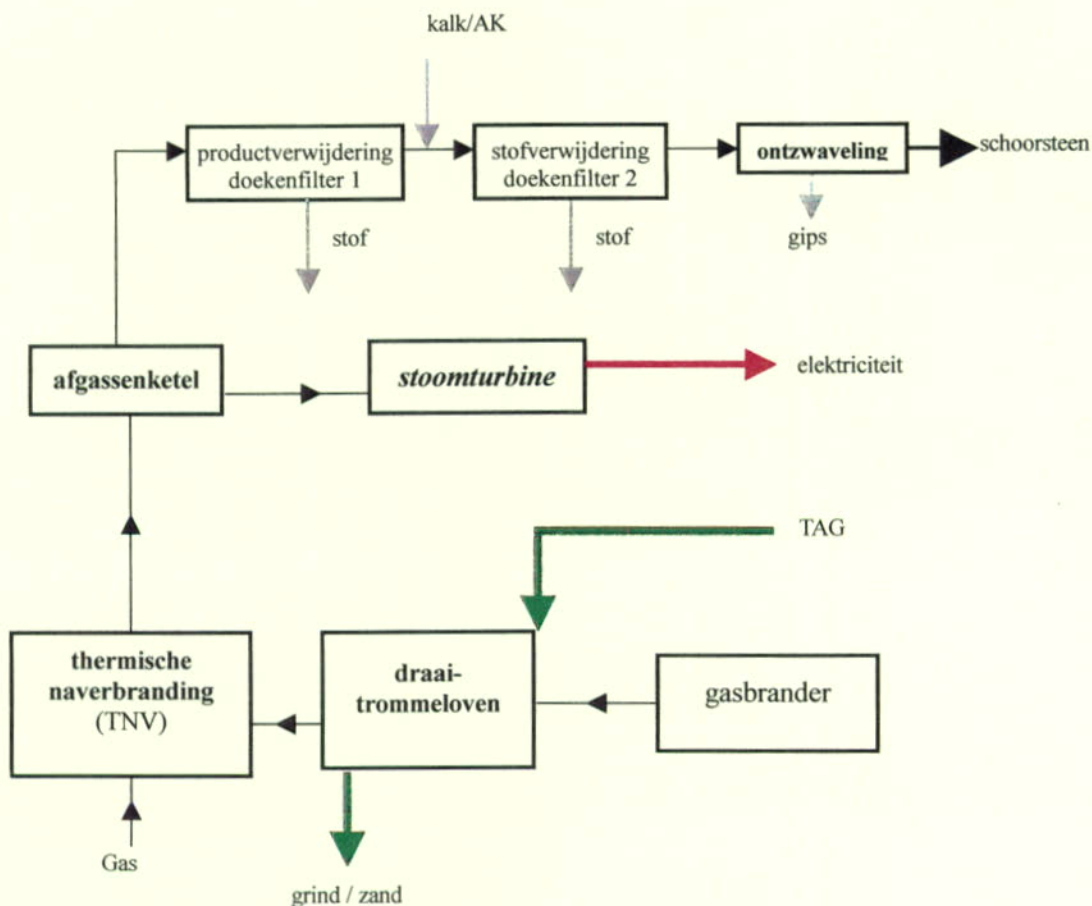 kalk/AK
productverwijdering
doekenfilter 1
stofverwijdering
doekenfilter 2
ontzwaveling
schoorsteen
stof
stof
gips
afgassenketel
stoomturbine
elektriciteit
TAG
thermische
naverbranding
(TNV)
draai-
trommeloven
gasbrander
Gas
grind / zand